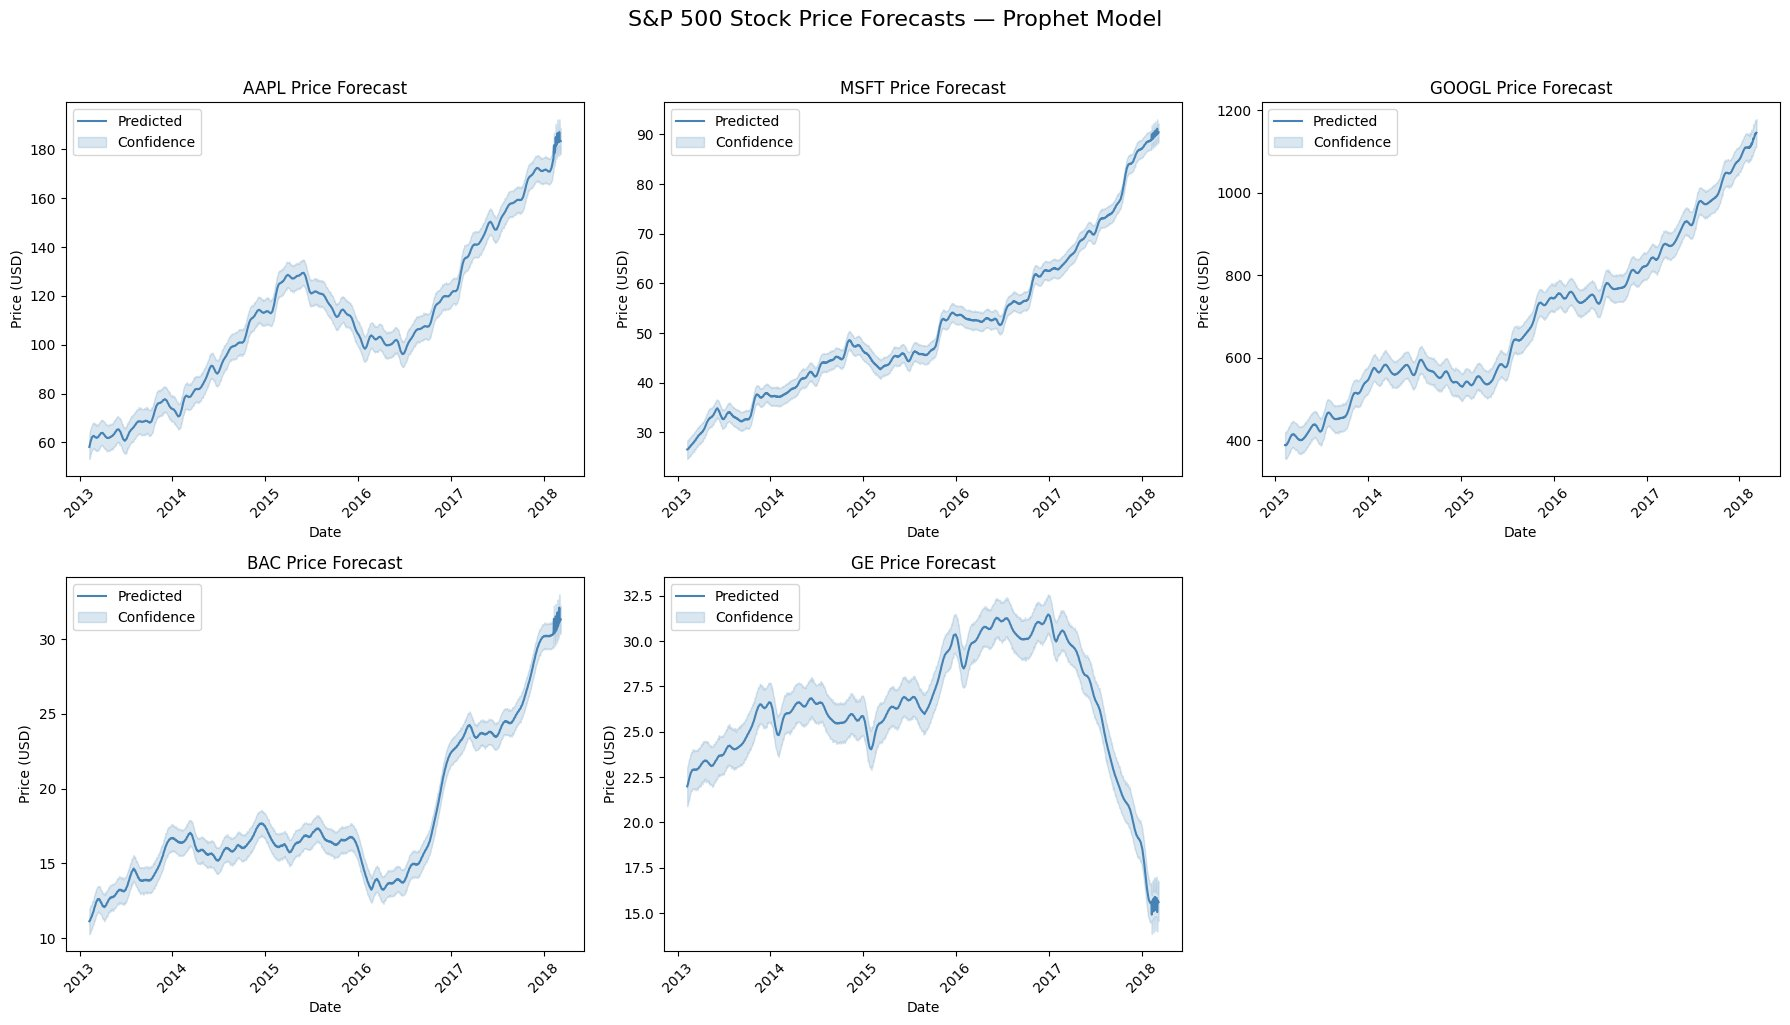 S&P 500 Stock Price Forecasts — Prophet Model
AAPL Price Forecast
Predicted
Confidence
Price (USD)
180
160
140
120
100
80
60
2013
2014
2015
2016
2017
2018
Date
MSFT Price Forecast
Predicted
Confidence
Price (USD)
90
80
70
60
50
40
30
2013
2014
2015
2016
2017
2018
Date
GOOGL Price Forecast
Predicted
Confidence
Price (USD)
1200
1000
800
600
400
2013
2014
2015
2016
2017
2018
Date
BAC Price Forecast
Predicted
Confidence
Price (USD)
30
25
20
15
10
2013
2014
2015
2016
2017
2018
Date
GE Price Forecast
Predicted
Confidence
Price (USD)
32.5
30.0
27.5
25.0
22.5
20.0
17.5
15.0
2013
2014
2015
2016
2017
2018
Date